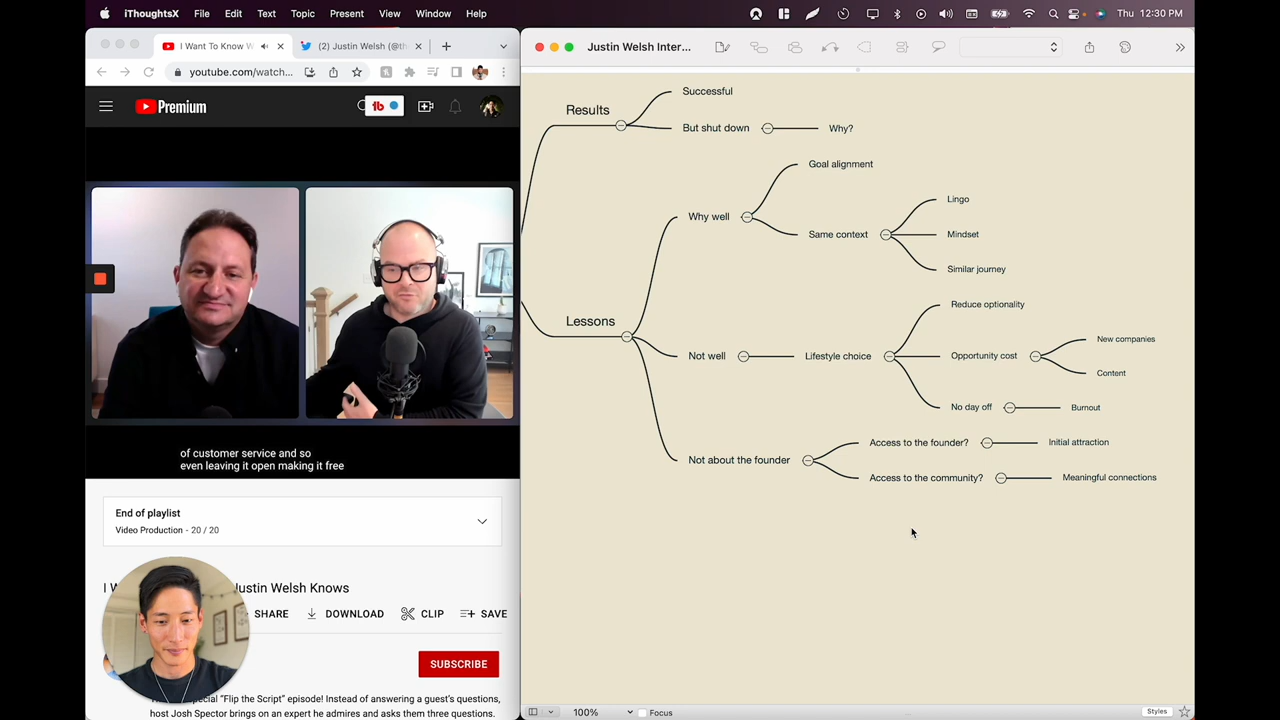 iThoughtsX File Edit Text Topic Present View Window Help
Thu 12:30 PM
I Want To Know W
(2) Justin Welsh (@th
youtube.com/watch...
Premium
tb
of customer service and so
even leaving it open making it free
End of playlist
Video Production - 20 / 20
Justin Welsh Knows
SHARE DOWNLOAD CLIP SAVE
SUBSCRIBE
"Flip the Script" episode! Instead of answering a guest's questions,
host Josh Spector brings on an expert he admires and asks them three questions.
Justin Welsh Inter...
Results
Successful
But shut down
Why?
Lessons
Why well
Goal alignment
Same context
Lingo
Mindset
Similar journey
Not well
Lifestyle choice
Reduce optionality
Opportunity cost
New companies
Content
No day off
Burnout
Not about the founder
Access to the founder?
Initial attraction
Access to the community?
Meaningful connections
100%
Focus
Styles